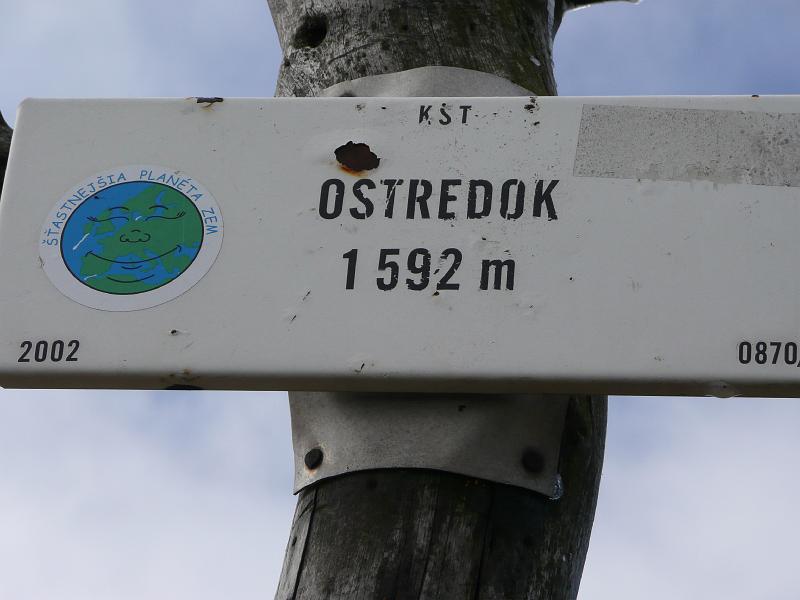 KST
ŠŤASTNEJŠIA PLANÉTA ZEM
OSTREDOK
1 592 m
2002
0870/